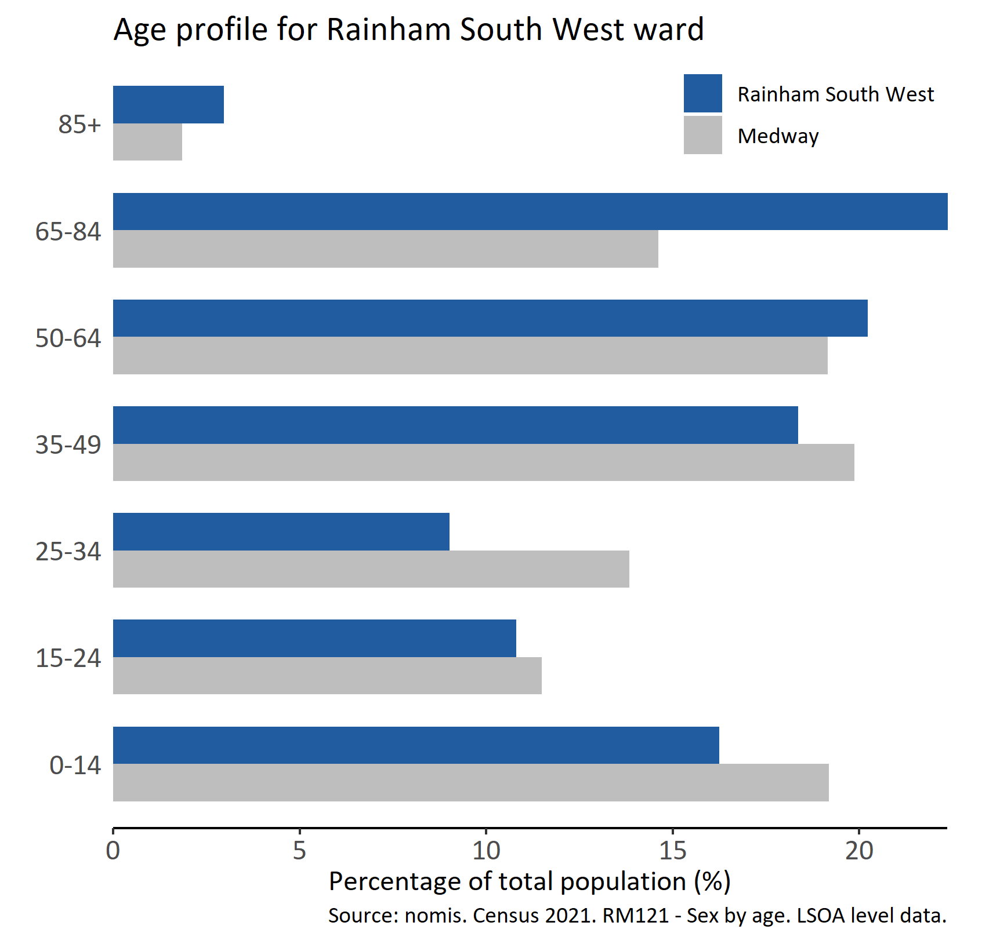 Age profile for Rainham South West ward
Rainham South West
Medway
85+
65-84
50-64
35-49
25-34
15-24
0-14
0 5 10 15 20
Percentage of total population (%)
Source: nomis. Census 2021. RM121 - Sex by age. LSOA level data.